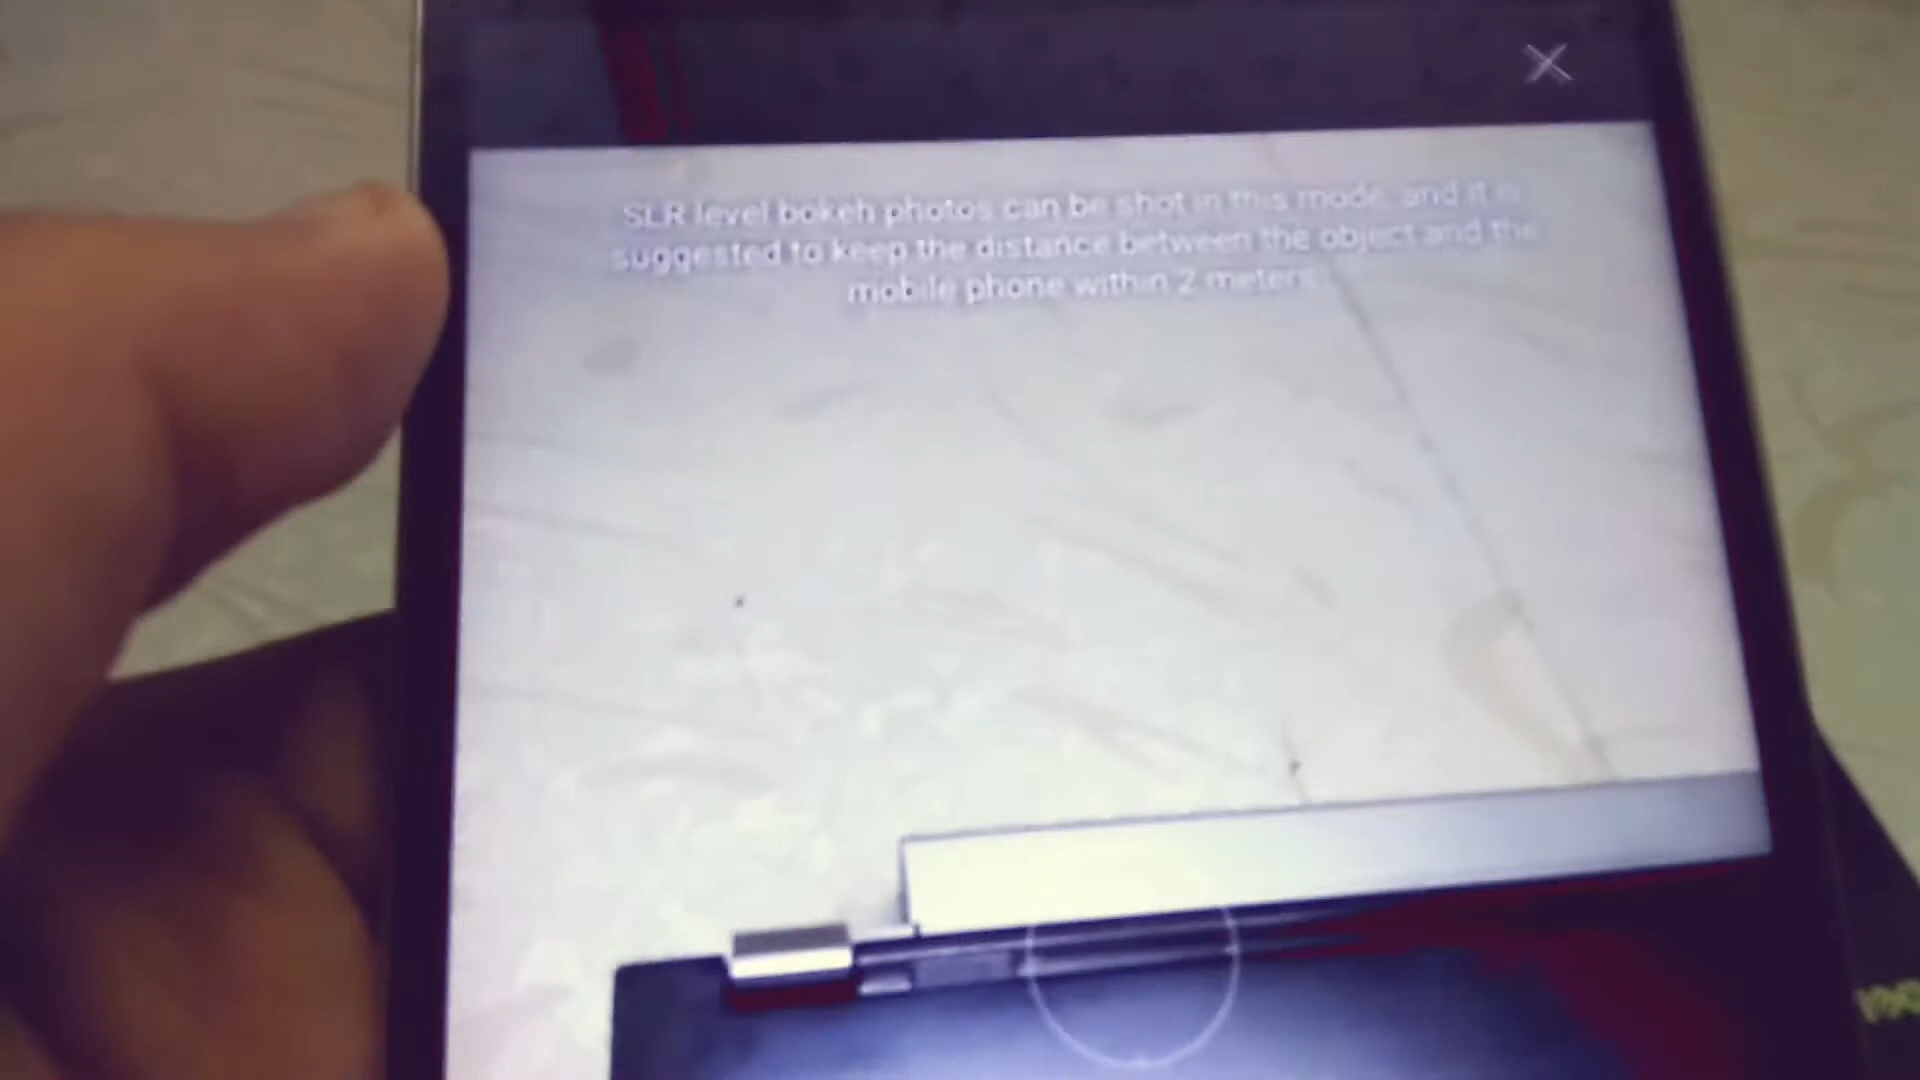 SLR level bokeh photos can be shot in this mode, and it is
suggested to keep the distance between the object and the
mobile phone within 2 meters